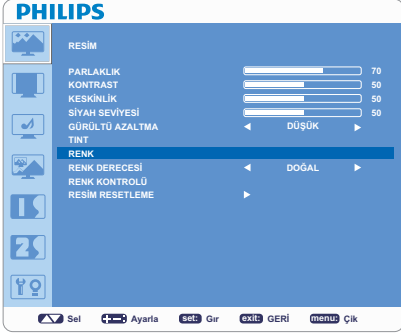 PHILIPS
RESİM
PARLAKLIK 70
KONTRAST 50
KESKİNLİK 50
SİYAH SEVİYESİ 50
GÜRÜLTÜ AZALTMA DÜŞÜK
TINT
RENK
RENK DERECESİ DOĞAL
RENK KONTROLÜ
RESİM RESETLEME
Sel Ayarla set: Gır exit: GERİ menu: Çik